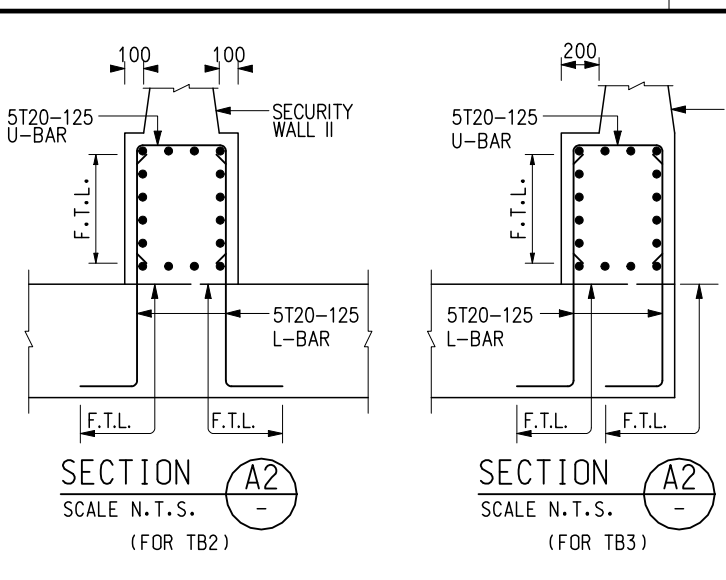 100
100
5T20-125
U-BAR
SECURITY
WALL II
F.T.L.
5T20-125
L-BAR
F.T.L.
F.T.L.
SECTION
A2
SCALE N.T.S.
-
(FOR TB2)
200
5T20-125
U-BAR
F.T.L.
5T20-125
L-BAR
F.T.L.
F.T.L.
SECTION
A2
SCALE N.T.S.
-
(FOR TB3)